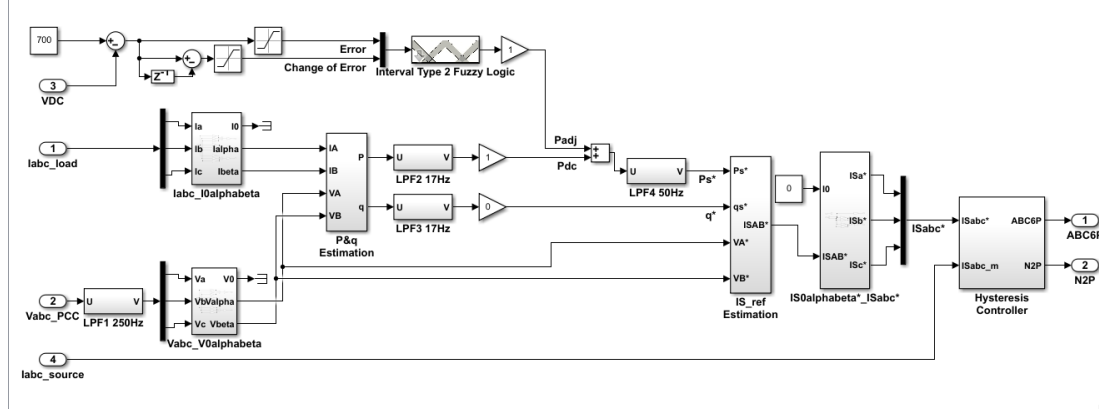 700
Error
Change of Error
Z⁻¹
Interval Type 2 Fuzzy Logic
1
3
VDC
1
Iabc_load
Ia
Ib
Ic
I0
Ialpha
Ibeta
Iabc_I0alphabeta
IA
IB
VA
VB
P
q
P&q
Estimation
U V
LPF2 17Hz
1
U V
LPF3 17Hz
0
Padj
Pdc
+
+
U V
LPF4 50Hz
Ps*
q*
Ps*
qs*
VA*
VB*
ISAB*
IS_ref
Estimation
0
I0
ISAB*
ISa*
ISb*
ISc*
IS0alphabeta*_ISabc*
ISabc*
ISabc*
ISabc_m
ABC6P
N2P
Hysteresis
Controller
1
ABC6P
2
N2P
2
Vabc_PCC
U V
LPF1 250Hz
Va
Vb
Vc
V0
Valpha
Vbeta
Vabc_V0alphabeta
4
Iabc_source